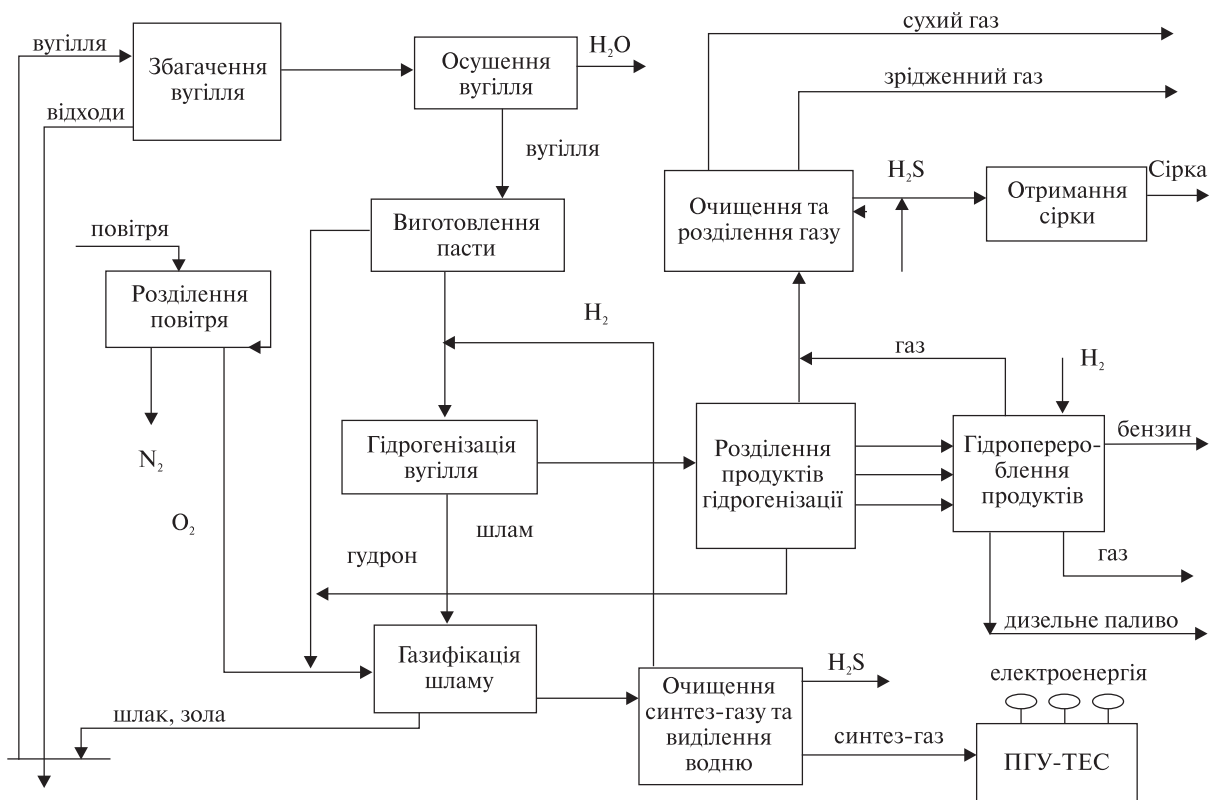 сухий газ
вугілля
Збагачення
вугілля
Осушення
вугілля
H₂O
зрідженний газ
відходи
вугілля
Очищення та
розділення газу
H₂S
Отримання
сірки
Сірка
Виготовлення
пасти
повітря
Розділення
повітря
H₂
газ
H₂
N₂
Гідрогенізація
вугілля
Розділення
продуктів
гідрогенізації
Гідроперероб-
блення
продуктів
бензин
O₂
шлам
гудрон
газ
дизельне паливо
Газифікація
шламу
H₂S
електроенергія
Очищення
синтез-газу та
виділення
водню
шлак, зола
синтез-газ
ПГУ-ТЕС